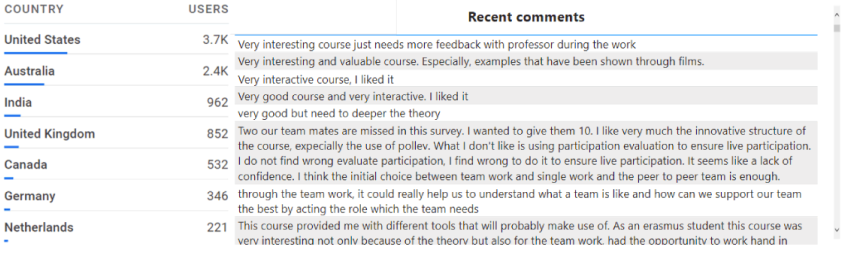 COUNTRY USERS
United States 3.7K
Australia 2.4K
India 962
United Kingdom 852
Canada 532
Germany 346
Netherlands 221
Recent comments
Very interesting course just needs more feedback with professor during the work
Very interesting and valuable course. Especially, examples that have been shown through films.
Very interactive course, I liked it
Very good course and very interactive. I liked it
very good but need to deeper the theory
Two our team mates are missed in this survey. I wanted to give them 10. I like very much the innovative structure of
the course, especially the use of pollev. What I don't like is using participation evaluation to ensure live participation.
I do not find wrong evaluate participation, I find wrong to do it to ensure live participation. It seems like a lack of
confidence. I think the initial choice between team work and single work and the peer to peer team is enough.
through the team work, it could really help us to understand what a team is like and how can we support our team
the best by acting the role which the team needs
This course provided me with different tools that will probably make use of. As an erasmus student this course was
very interesting not only because of the theory but also for the team work, had the opportunity to work hand in